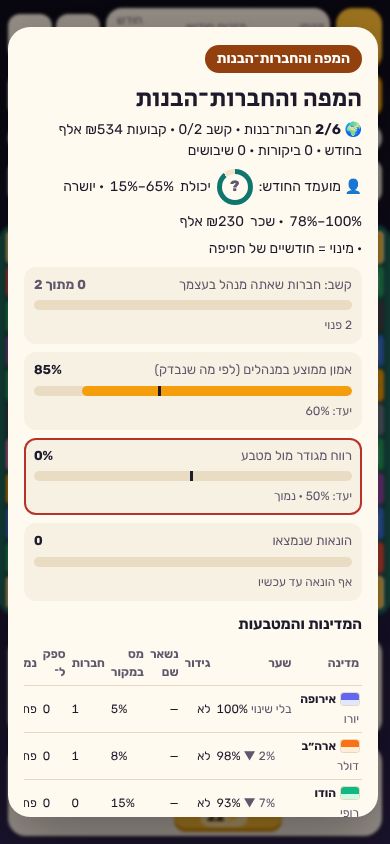 המפה והחברות־הבנות
המפה והחברות־הבנות
🌍 2/6 חברות־בנות • קשב 0/2 • קבועות ₪534 אלף
בחודש • 0 ביקורות • 0 שיבושים
👤 מועמד החודש: ? יכולת 15%–65% • יושרה
78%–100% • שכר ₪230 אלף
• מינוי = חודשיים של חפיפה
קשב: חברות שאתה מנהל בעצמך 0 מתוך 2
2 פנוי
אמון ממוצע במנהלים (לפי מה שנבדק) 85%
יעד: 60%
רווח מגודר מול מטבע 0%
יעד: 50% • נמוך
הונאות שנמצאו 0
אף הונאה עד עכשיו
המדינות והמטבעות
מדינה שער גידור נשאר שם מס במקור חברות ספק ל־ נמ
אירופה יורו 100% בלי שינוי לא — 5% 1 0 פת
ארה״ב דולר 98% ▼ 2% לא — 8% 1 0 פת
הודו רופי 93% ▼ 7% לא — 15% 0 0 פת